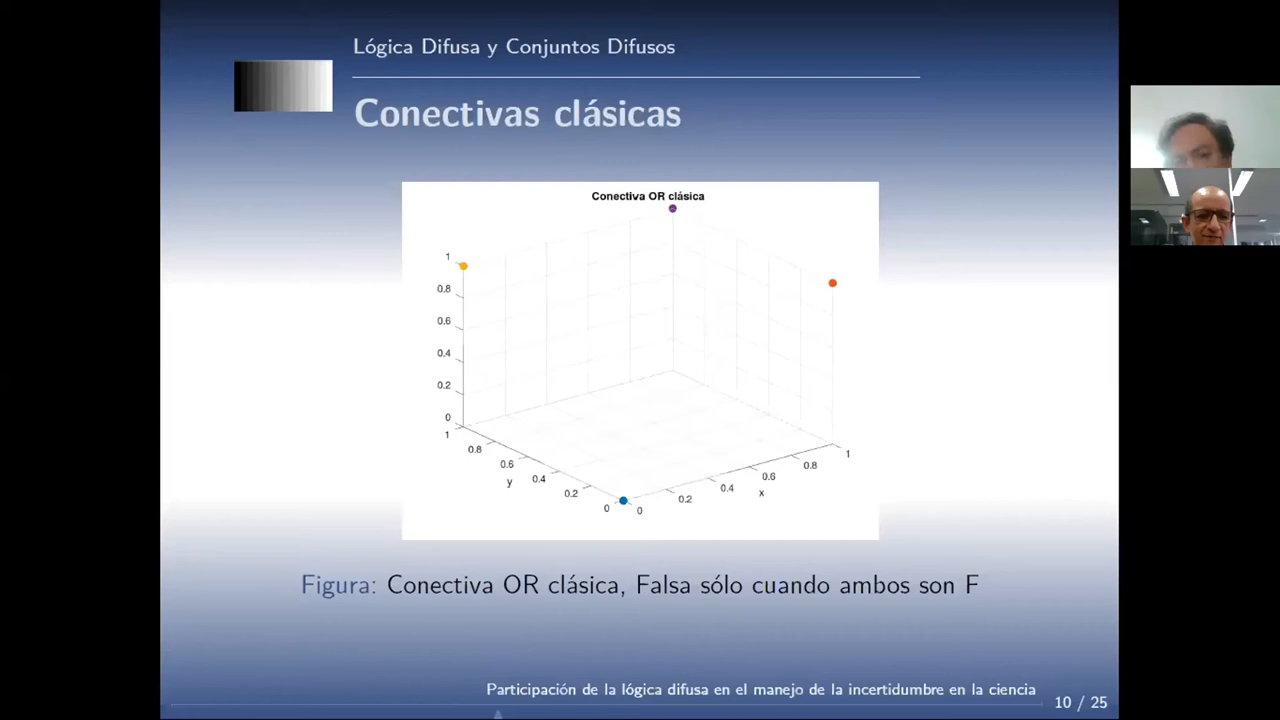 Lógica Difusa y Conjuntos Difusos
Conectivas clásicas
Conectiva OR clásica
1
0.8
0.6
0.4
0.2
0
1
0.8
0.6
0.4
0.2
0
y
0
0.2
0.4
0.6
0.8
1
x
Figura: Conectiva OR clásica, Falsa sólo cuando ambos son F
Participación de la lógica difusa en el manejo de la incertidumbre en la ciencia
10 / 25